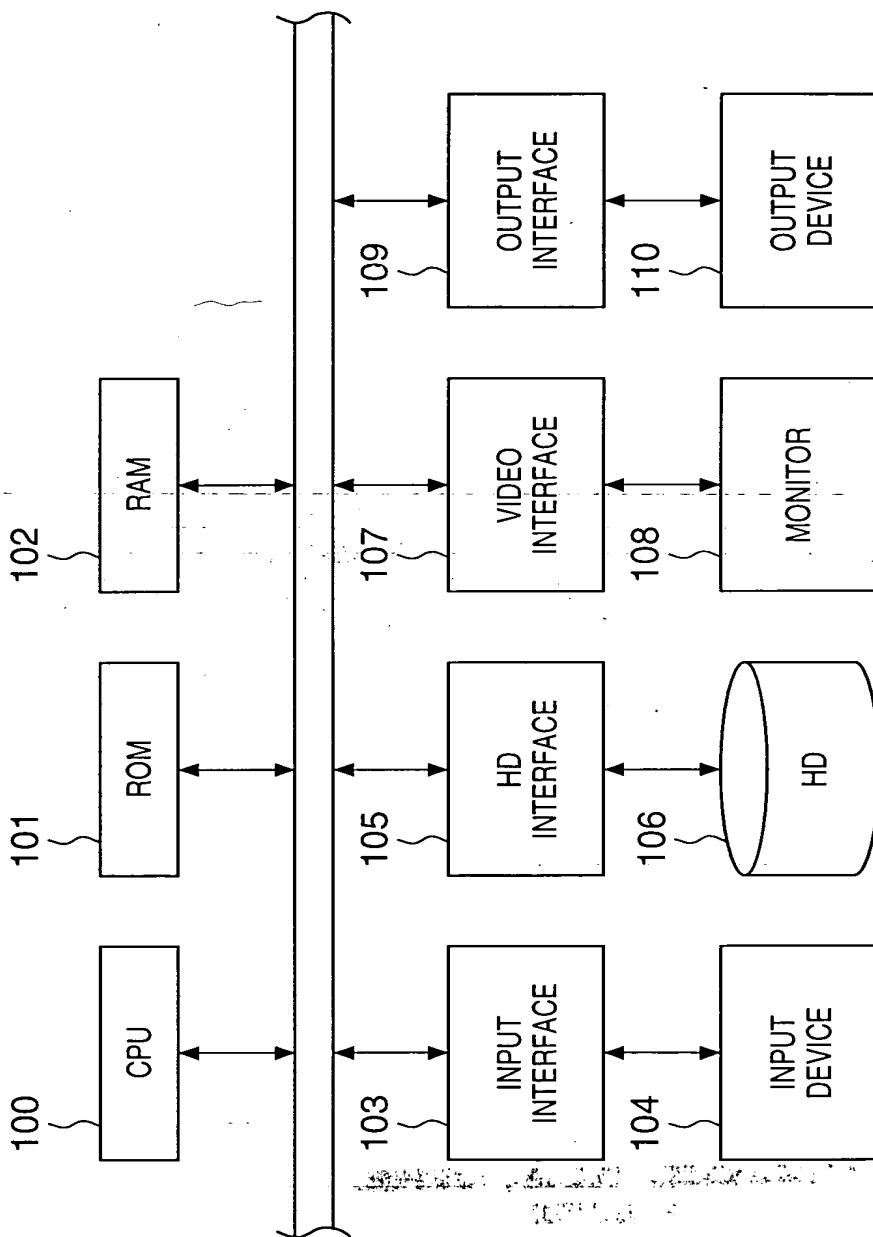 100
CPU
101
ROM
102
RAM
103
INPUT
INTERFACE
105
HD
INTERFACE
107
VIDEO
INTERFACE
109
OUTPUT
INTERFACE
104
INPUT
DEVICE
106
HD
108
MONITOR
110
OUTPUT
DEVICE